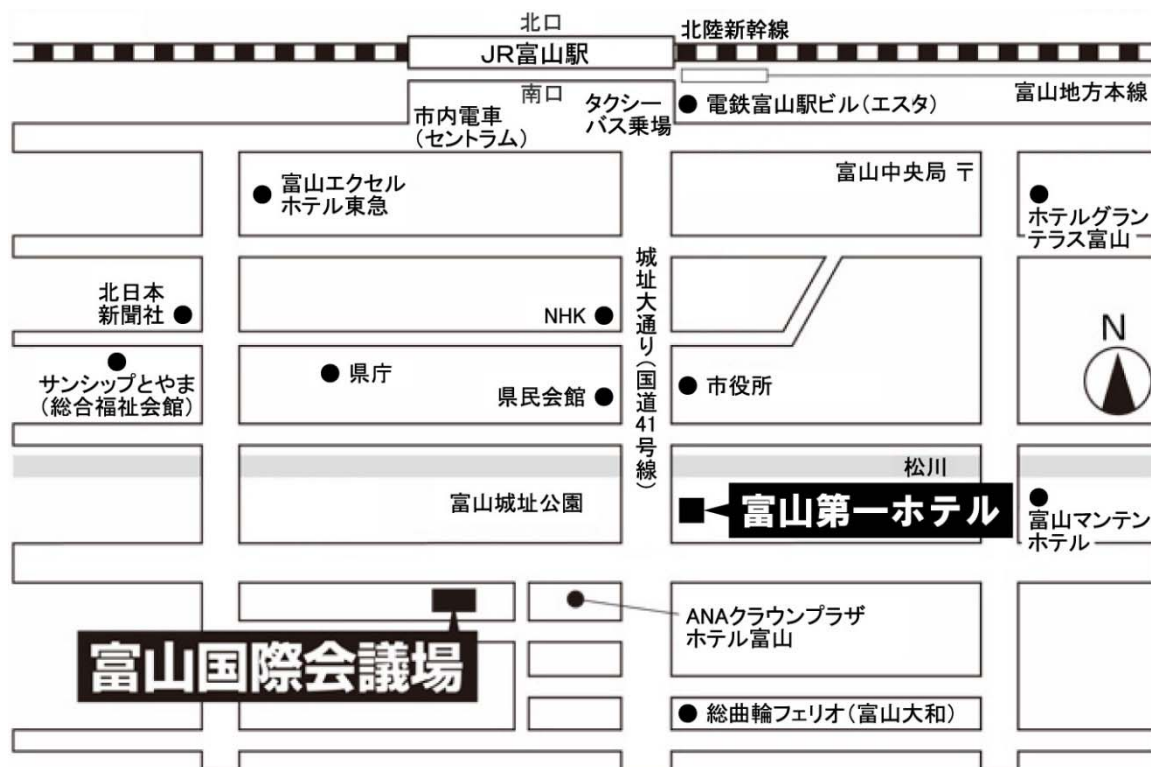 北口
北陸新幹線
JR富山駅
富山地方本線
南口
タクシー
バス乗場
電鉄富山駅ビル(エスタ)
市内電車
(セントラム)
富山中央局 〒
富山エクセル
ホテル東急
ホテルグラン
テラス富山
城址大通り(国道41号線)
北日本
新聞社
NHK
N
サンシップとやま
(総合福祉会館)
県庁
県民会館
市役所
松川
富山城址公園
富山第一ホテル
富山マンテン
ホテル
ANAクラウンプラザ
ホテル富山
富山国際会議場
総曲輪フェリオ(富山大和)